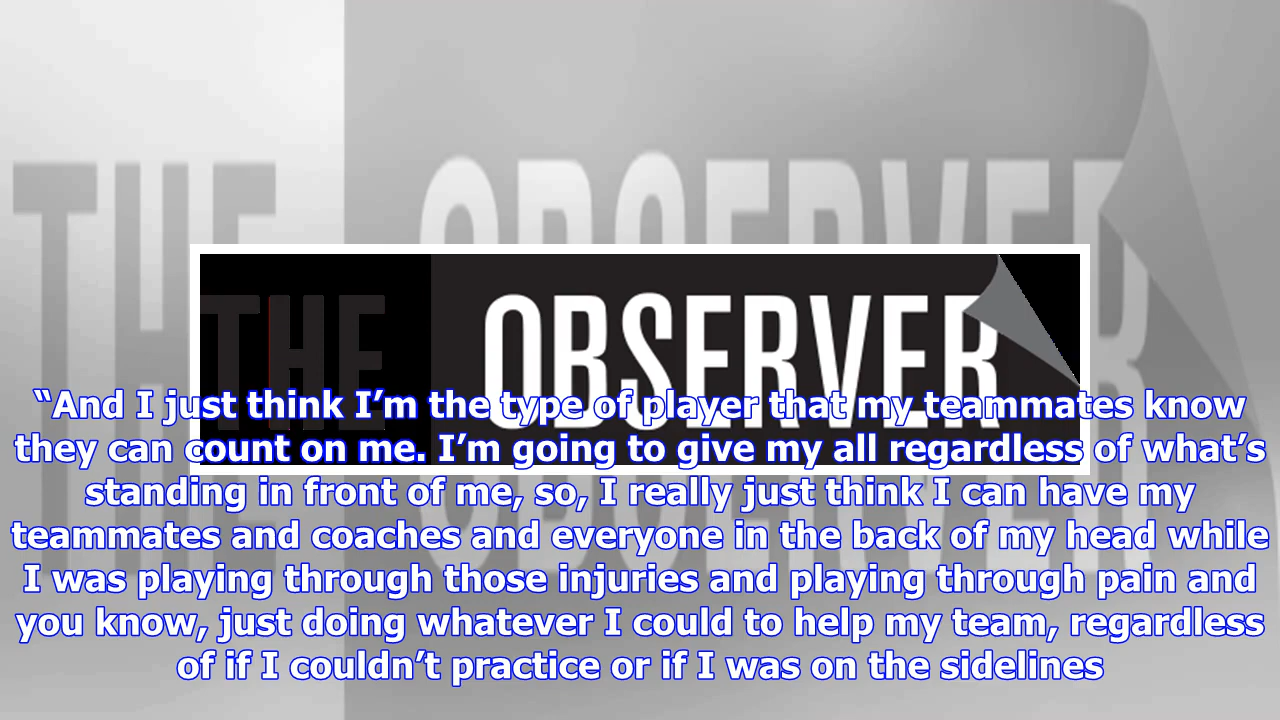 THE OBSERVER
THE OBSERVER
“And I just think I’m the type of player that my teammates know
they can count on me. I’m going to give my all regardless of what’s
standing in front of me, so, I really just think I can have my
teammates and coaches and everyone in the back of my head while
I was playing through those injuries and playing through pain and
you know, just doing whatever I could to help my team, regardless
of if I couldn’t practice or if I was on the sidelines